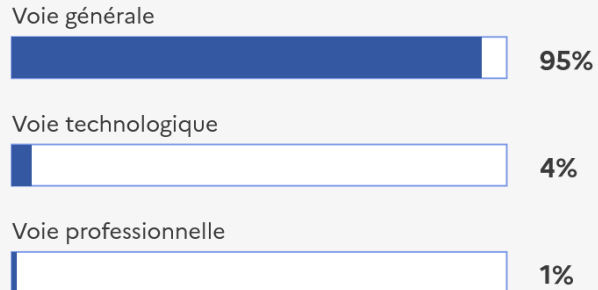 Voie générale
95%
Voie technologique
4%
Voie professionnelle
1%